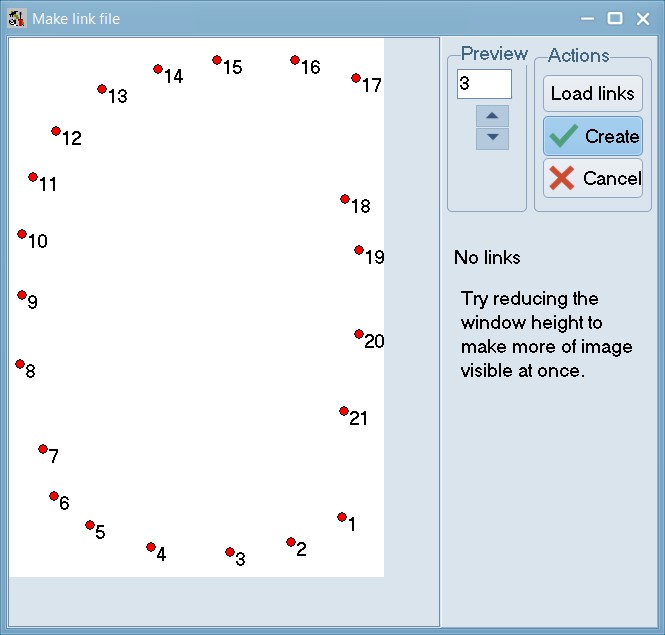 Make link file
15
16
14
17
13
12
11
18
10
19
9
20
8
21
7
6
1
5
2
4
3
Preview
3
Actions
Load links
Create
Cancel
No links
Try reducing the
window height to
make more of image
visible at once.